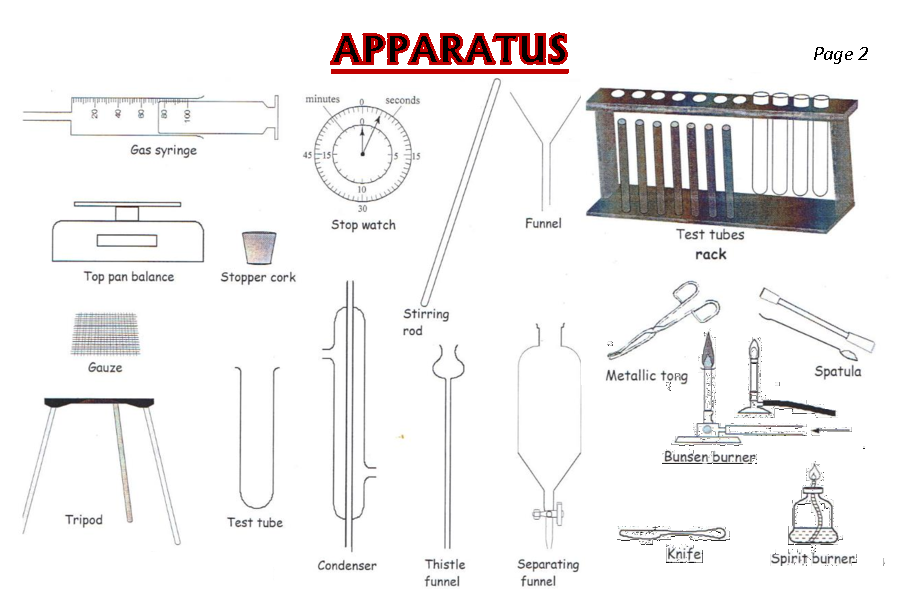 APPARATUS
Page 2
20 40 60 80 100
Gas syringe
minutes
seconds
0
0
45
15
5
15
10
30
Stop watch
Funnel
Test tubes
rack
Top pan balance
Stopper cork
Stirring
rod
Gauze
Metallic tong
Spatula
Bunsen burner
Tripod
Test tube
Condenser
Thistle
funnel
Separating
funnel
Knife
Spirit burner